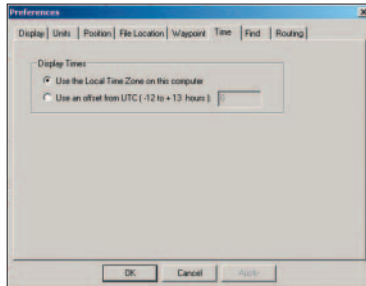 Preferences
Display
Units
Position
File Location
Waypoint
Time
Find
Routing
Display Times
Use the Local Time Zone on this computer
Use an offset from UTC ( -12 to + 13 hours )
0
OK
Cancel
Apply